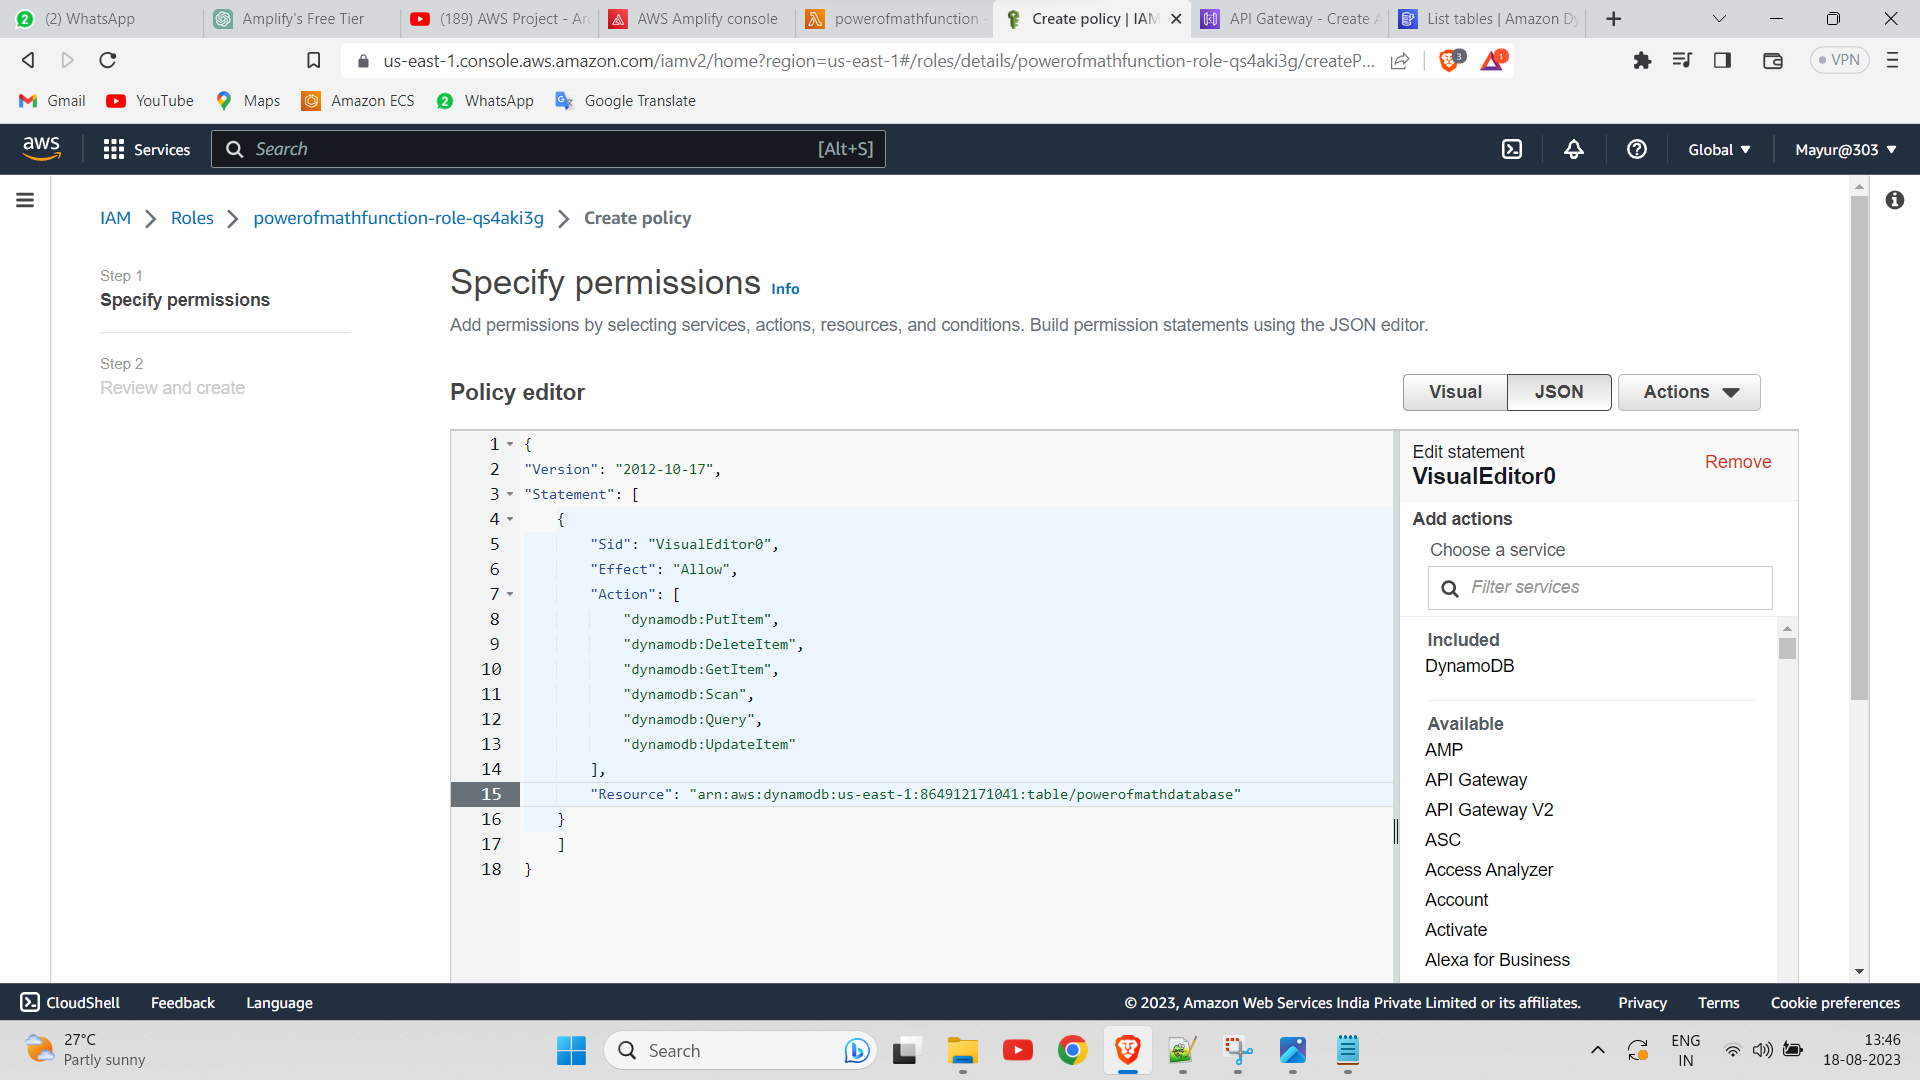 (2) WhatsApp
Amplify's Free Tier
(189) AWS Project - Arc
AWS Amplify console
powerofmathfunction -
Create policy | IAM
API Gateway - Create A
List tables | Amazon Dy
us-east-1.console.aws.amazon.com/iamv2/home?region=us-east-1#/roles/details/powerofmathfunction-role-qs4aki3g/createP...
3
1
VPN
Gmail
YouTube
Maps
Amazon ECS
WhatsApp
Google Translate
aws
Services
Search
[Alt+S]
Global
Mayur@303
IAM
Roles
powerofmathfunction-role-qs4aki3g
Create policy
Step 1
Specify permissions
Step 2
Review and create
Specify permissions Info
Add permissions by selecting services, actions, resources, and conditions. Build permission statements using the JSON editor.
Policy editor
Visual
JSON
Actions
1 {
2 "Version": "2012-10-17",
3 "Statement": [
4 {
5 "Sid": "VisualEditor0",
6 "Effect": "Allow",
7 "Action": [
8 "dynamodb:PutItem",
9 "dynamodb:DeleteItem",
10 "dynamodb:GetItem",
11 "dynamodb:Scan",
12 "dynamodb:Query",
13 "dynamodb:UpdateItem"
14 ],
15 "Resource": "arn:aws:dynamodb:us-east-1:864912171041:table/powerofmathdatabase"
16 }
17 ]
18 }
Edit statement
VisualEditor0
Remove
Add actions
Choose a service
Filter services
Included
DynamoDB
Available
AMP
API Gateway
API Gateway V2
ASC
Access Analyzer
Account
Activate
Alexa for Business
CloudShell
Feedback
Language
© 2023, Amazon Web Services India Private Limited or its affiliates.
Privacy
Terms
Cookie preferences
27°C
Partly sunny
Search
ENG
IN
13:46
18-08-2023